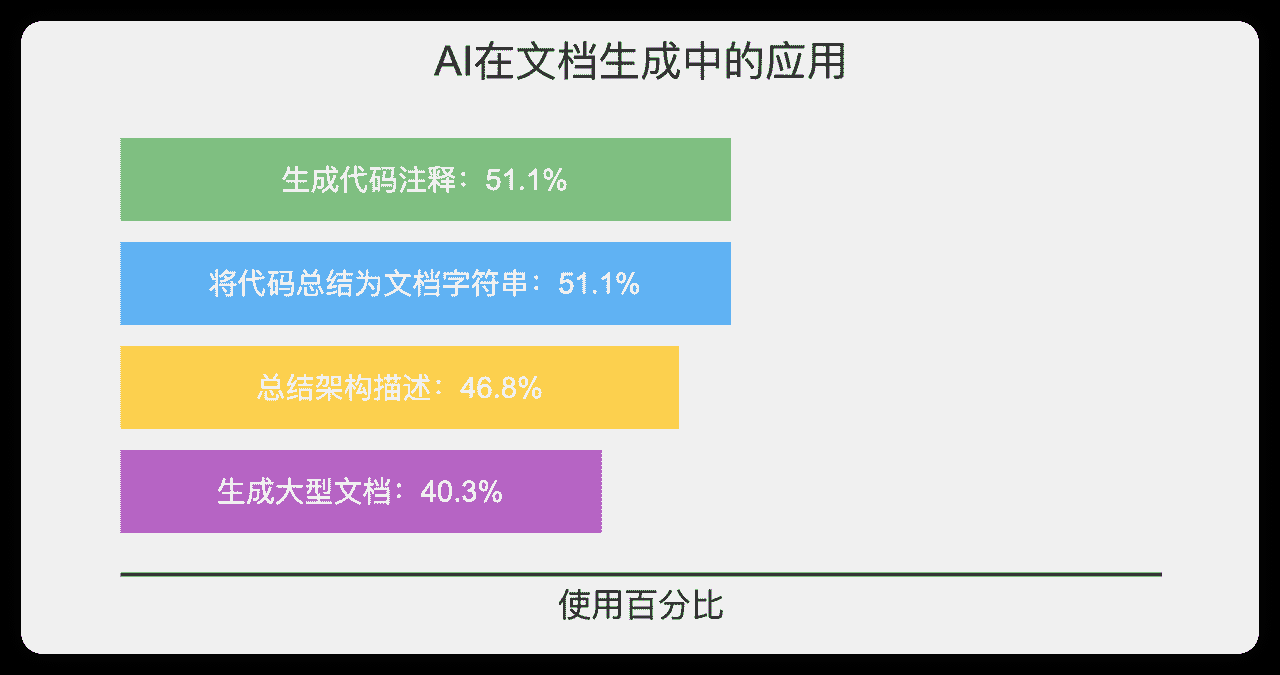 AI在文档生成中的应用
生成代码注释：51.1%
将代码总结为文档字符串：51.1%
总结架构描述：46.8%
生成大型文档：40.3%
使用百分比